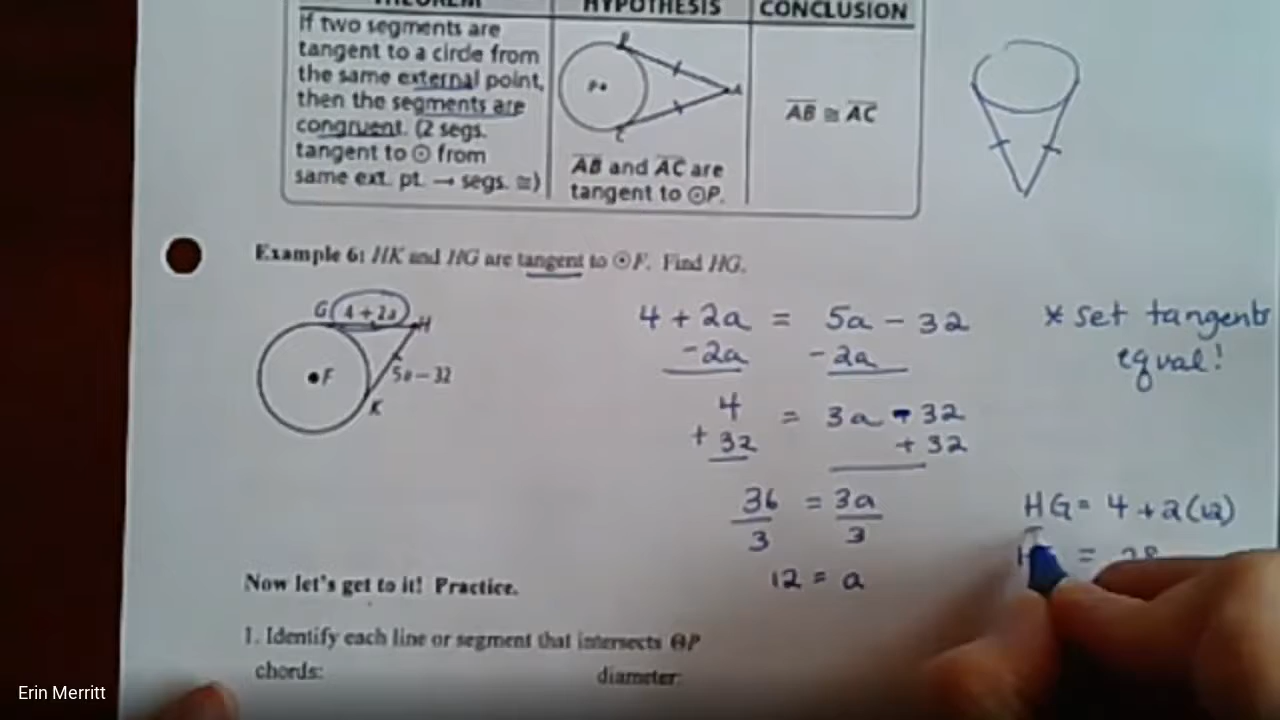 THEOREM HYPOTHESIS CONCLUSION
If two segments are
tangent to a circle from
the same external point,
then the segments are
congruent. (2 segs.
tangent to ⊙ from
same ext. pt. → segs. ≅)
B
P
A
C
AB and AC are
tangent to ⊙P.
AB ≅ AC
Example 6: HK and HG are tangent to ⊙F. Find HG.
G 4 + 2a H
F
5a – 32
K
4 + 2a = 5a - 32
-2a -2a
4 = 3a - 32
+ 32 + 32
36 = 3a
3 3
12 = a
* set tangents
equal!
HG = 4 + 2(12)
= 28
Now let's get to it! Practice.
1. Identify each line or segment that intersects ⊙P
chords: diameter:
Erin Merritt